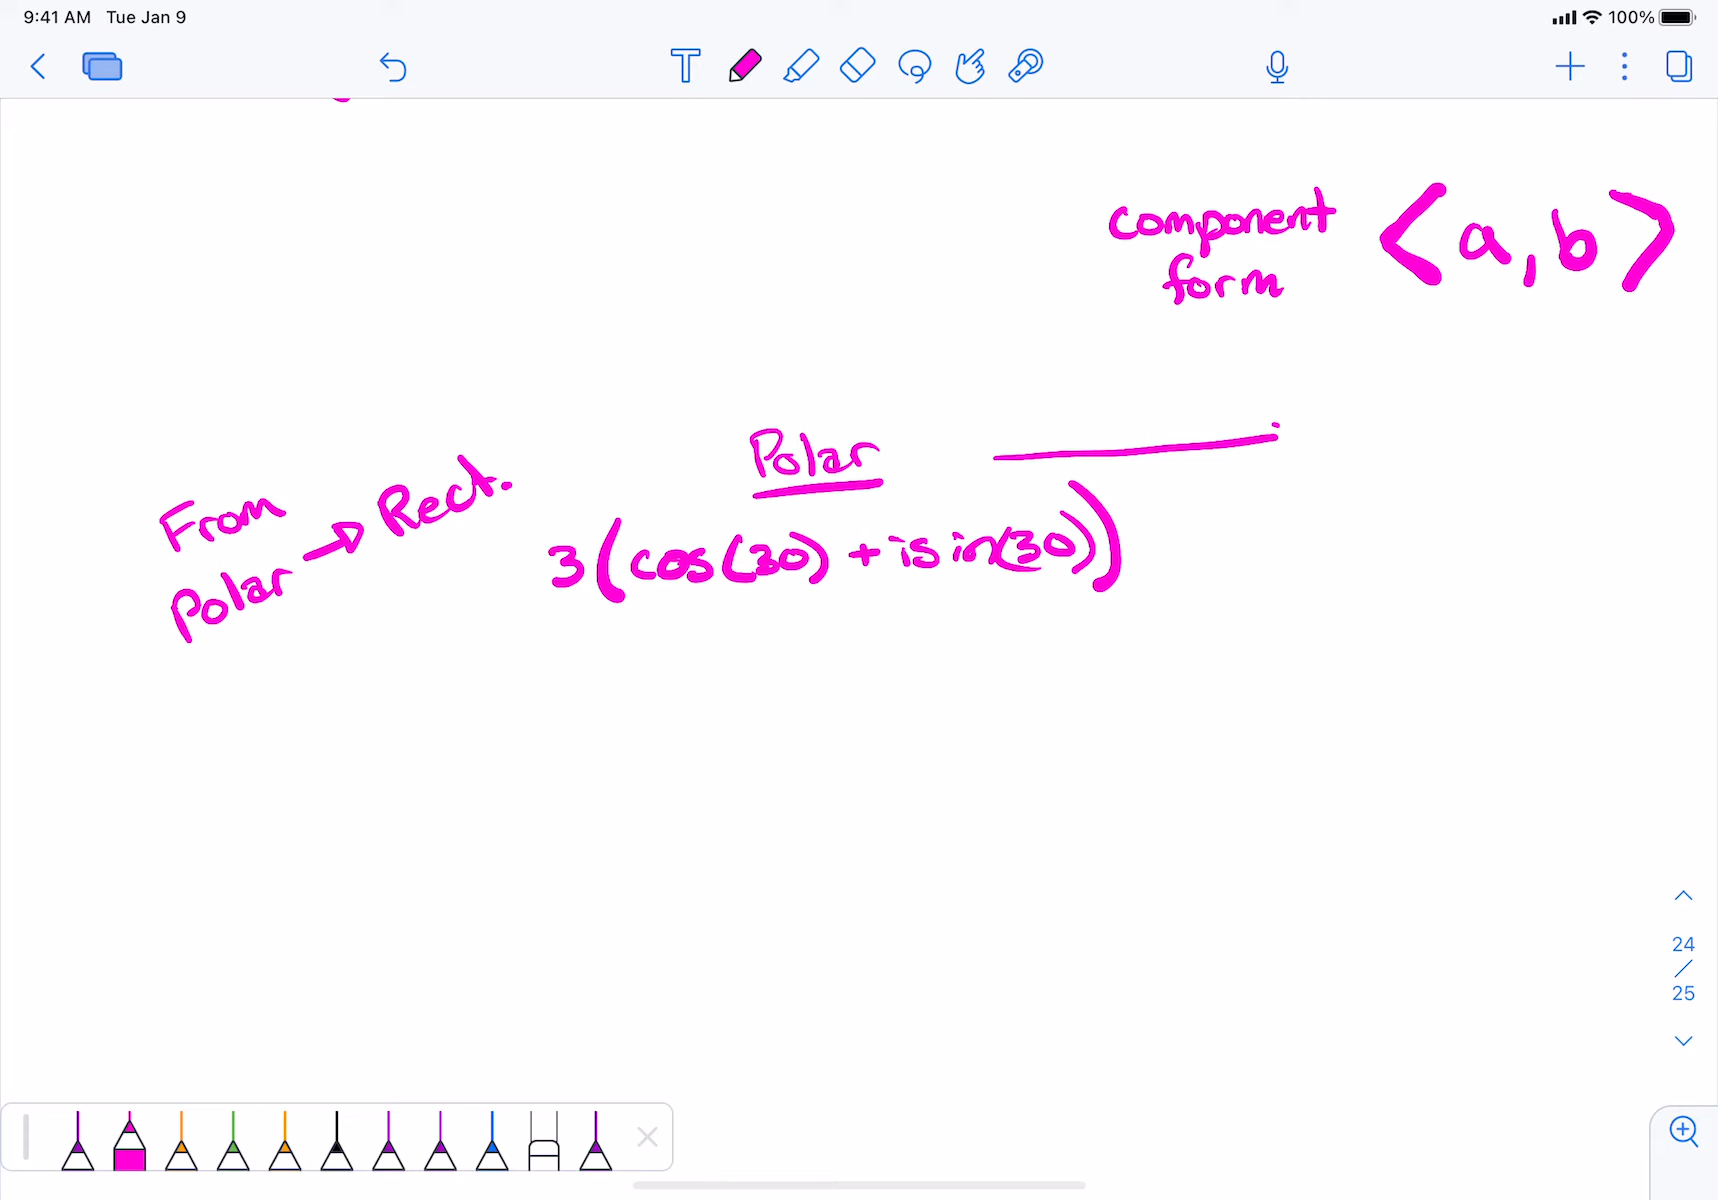 9:41 AM Tue Jan 9
100%
component
form
<a,b>
Polar
From
Polar → Rect.
3(cos(30) + isin(30))
24
/
25